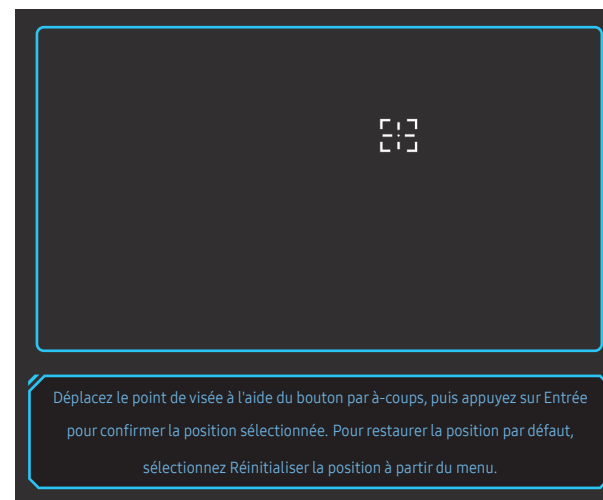 Déplacez le point de visée à l'aide du bouton par à-coups, puis appuyez sur Entrée
pour confirmer la position sélectionnée. Pour restaurer la position par défaut,
sélectionnez Réinitialiser la position à partir du menu.